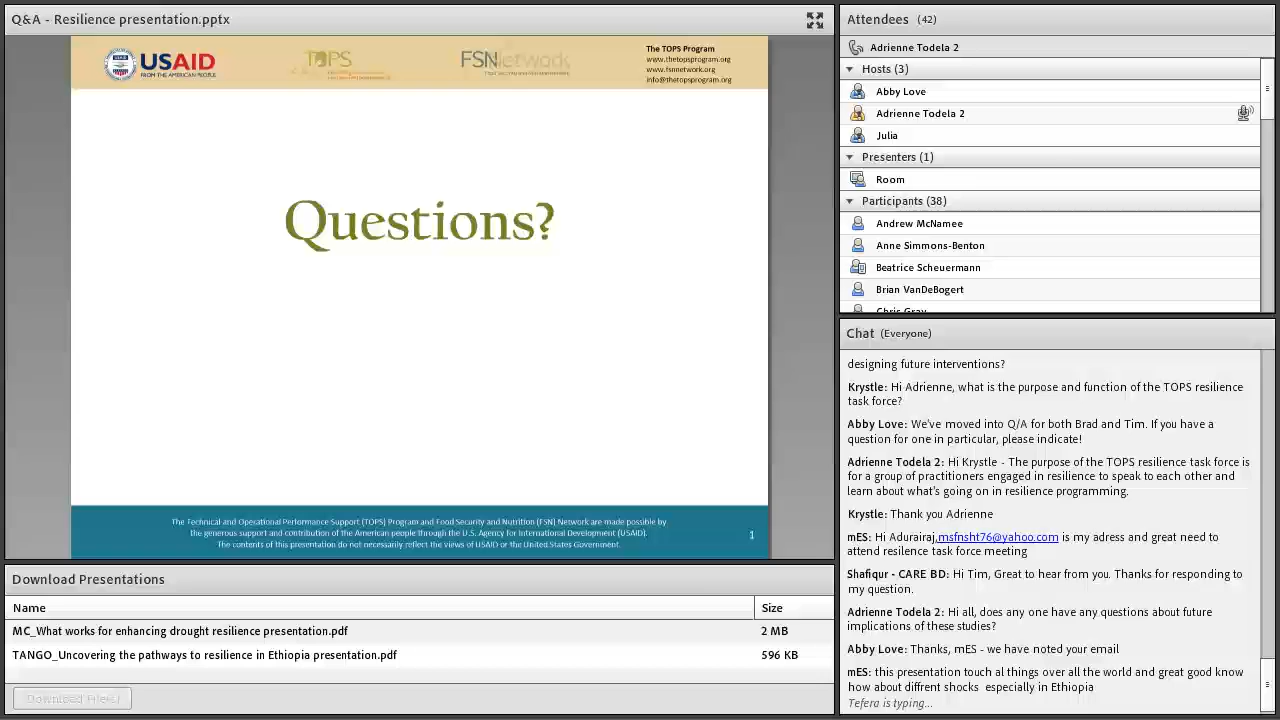 Q&A - Resilience presentation.pptx
USAID
FROM THE AMERICAN PEOPLE
TOPS
FSN Network
The TOPS Program
www.thetopsprogram.org
www.fsnnetwork.org
info@thetopsprogram.org
Questions?
The Technical and Operational Performance Support (TOPS) Program and Food Security and Nutrition (FSN) Network are made possible by
the generous support and contribution of the American people through the U.S. Agency for International Development (USAID).
The contents of this presentation do not necessarily reflect the views of USAID or the United States Government.
1
Download Presentations
Name Size
MC_What works for enhancing drought resilience presentation.pdf 2 MB
TANGO_Uncovering the pathways to resilience in Ethiopia presentation.pdf 596 KB
Download File(s)
Attendees (42)
Adrienne Todela 2
Hosts (3)
Abby Love
Adrienne Todela 2
Julia
Presenters (1)
Room
Participants (38)
Andrew McNamee
Anne Simmons-Benton
Beatrice Scheuermann
Brian VanDeBogert
Chris Gray
Chat (Everyone)
designing future interventions?
Krystle: Hi Adrienne, what is the purpose and function of the TOPS resilience
task force?
Abby Love: We've moved into Q/A for both Brad and Tim. If you have a
question for one in particular, please indicate!
Adrienne Todela 2: Hi Krystle - The purpose of the TOPS resilience task force is
for a group of practitioners engaged in resilience to speak to each other and
learn about what's going on in resilience programming.
Krystle: Thank you Adrienne
mES: Hi Adurairaj,msfnsht76@yahoo.com is my adrkss and great need to
attend resilence task force meeting
Shafiqur - CARE BD: Hi Tim, Great to hear from you. Thanks for responding to
my question.
Adrienne Todela 2: Hi all, does any one have any questions about future
implications of these studies?
Abby Love: Thanks, mES - we have noted your email
mES: this presentation touch al things over all the world and great good know
how about diffrent shocks especially in Ethiopia
Tefera is typing...